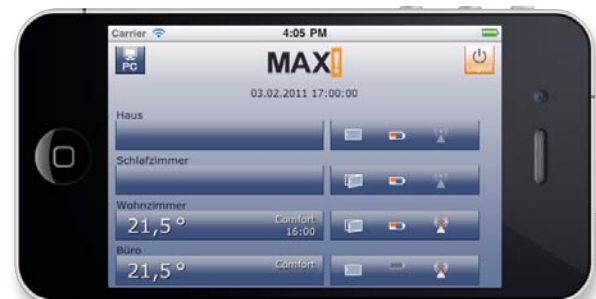 Carrier 4:05 PM
PC MAX! Logout
03.02.2011 17:00:00
Haus
Schlafzimmer
Wohnzimmer
21,5° Comfort
16:00
Büro
21,5° Comfort